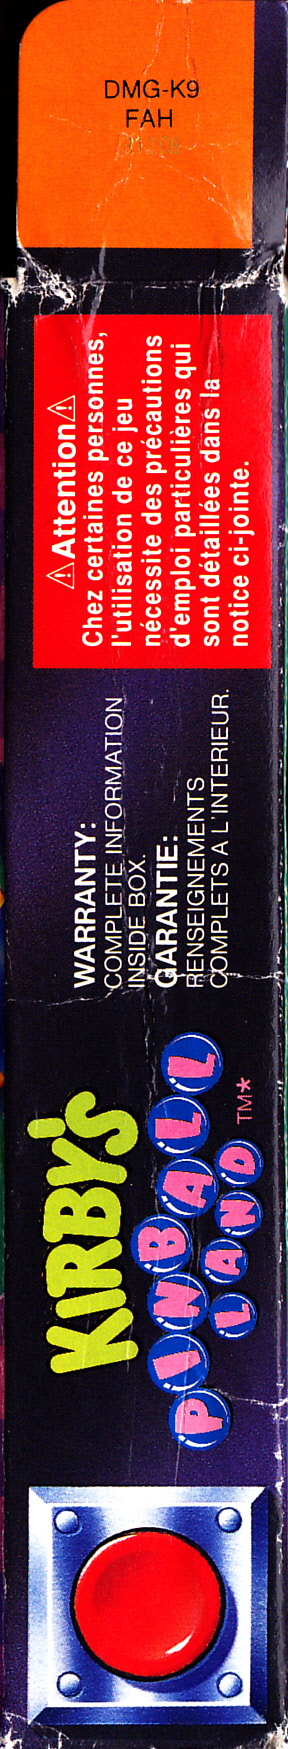 DMG-K9
FAH
⚠Attention⚠
Chez certaines personnes,
l'utilisation de ce jeu
nécessite des précautions
d'emploi particulières qui
sont détaillées dans la
notice ci-jointe.
WARRANTY:
COMPLETE INFORMATION
INSIDE BOX.
GARANTIE:
RENSEIGNEMENTS
COMPLETS A L'INTERIEUR.
KIRBY'S
PINBALL
LAND TM*